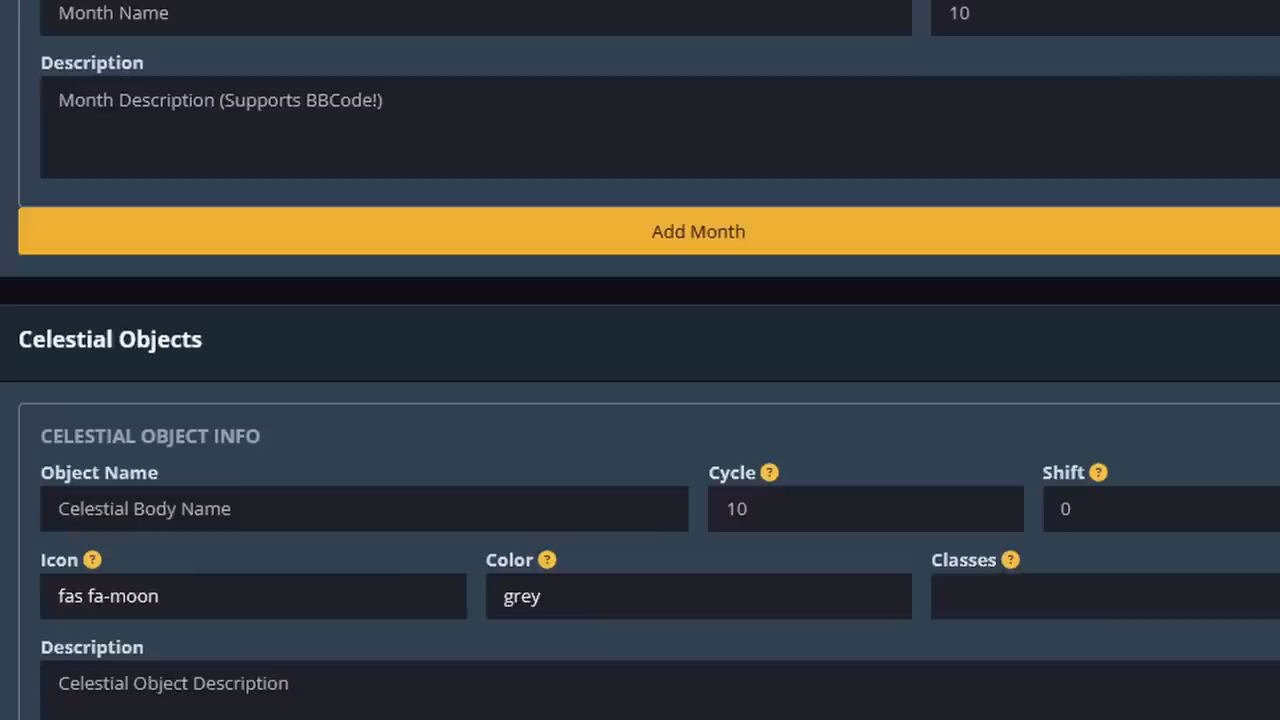 Month Name 10
Description
Month Description (Supports BBCode!)
Add Month
Celestial Objects
CELESTIAL OBJECT INFO
Object Name Cycle ? Shift ?
Celestial Body Name 10 0
Icon ? Color ? Classes ?
fas fa-moon grey
Description
Celestial Object Description